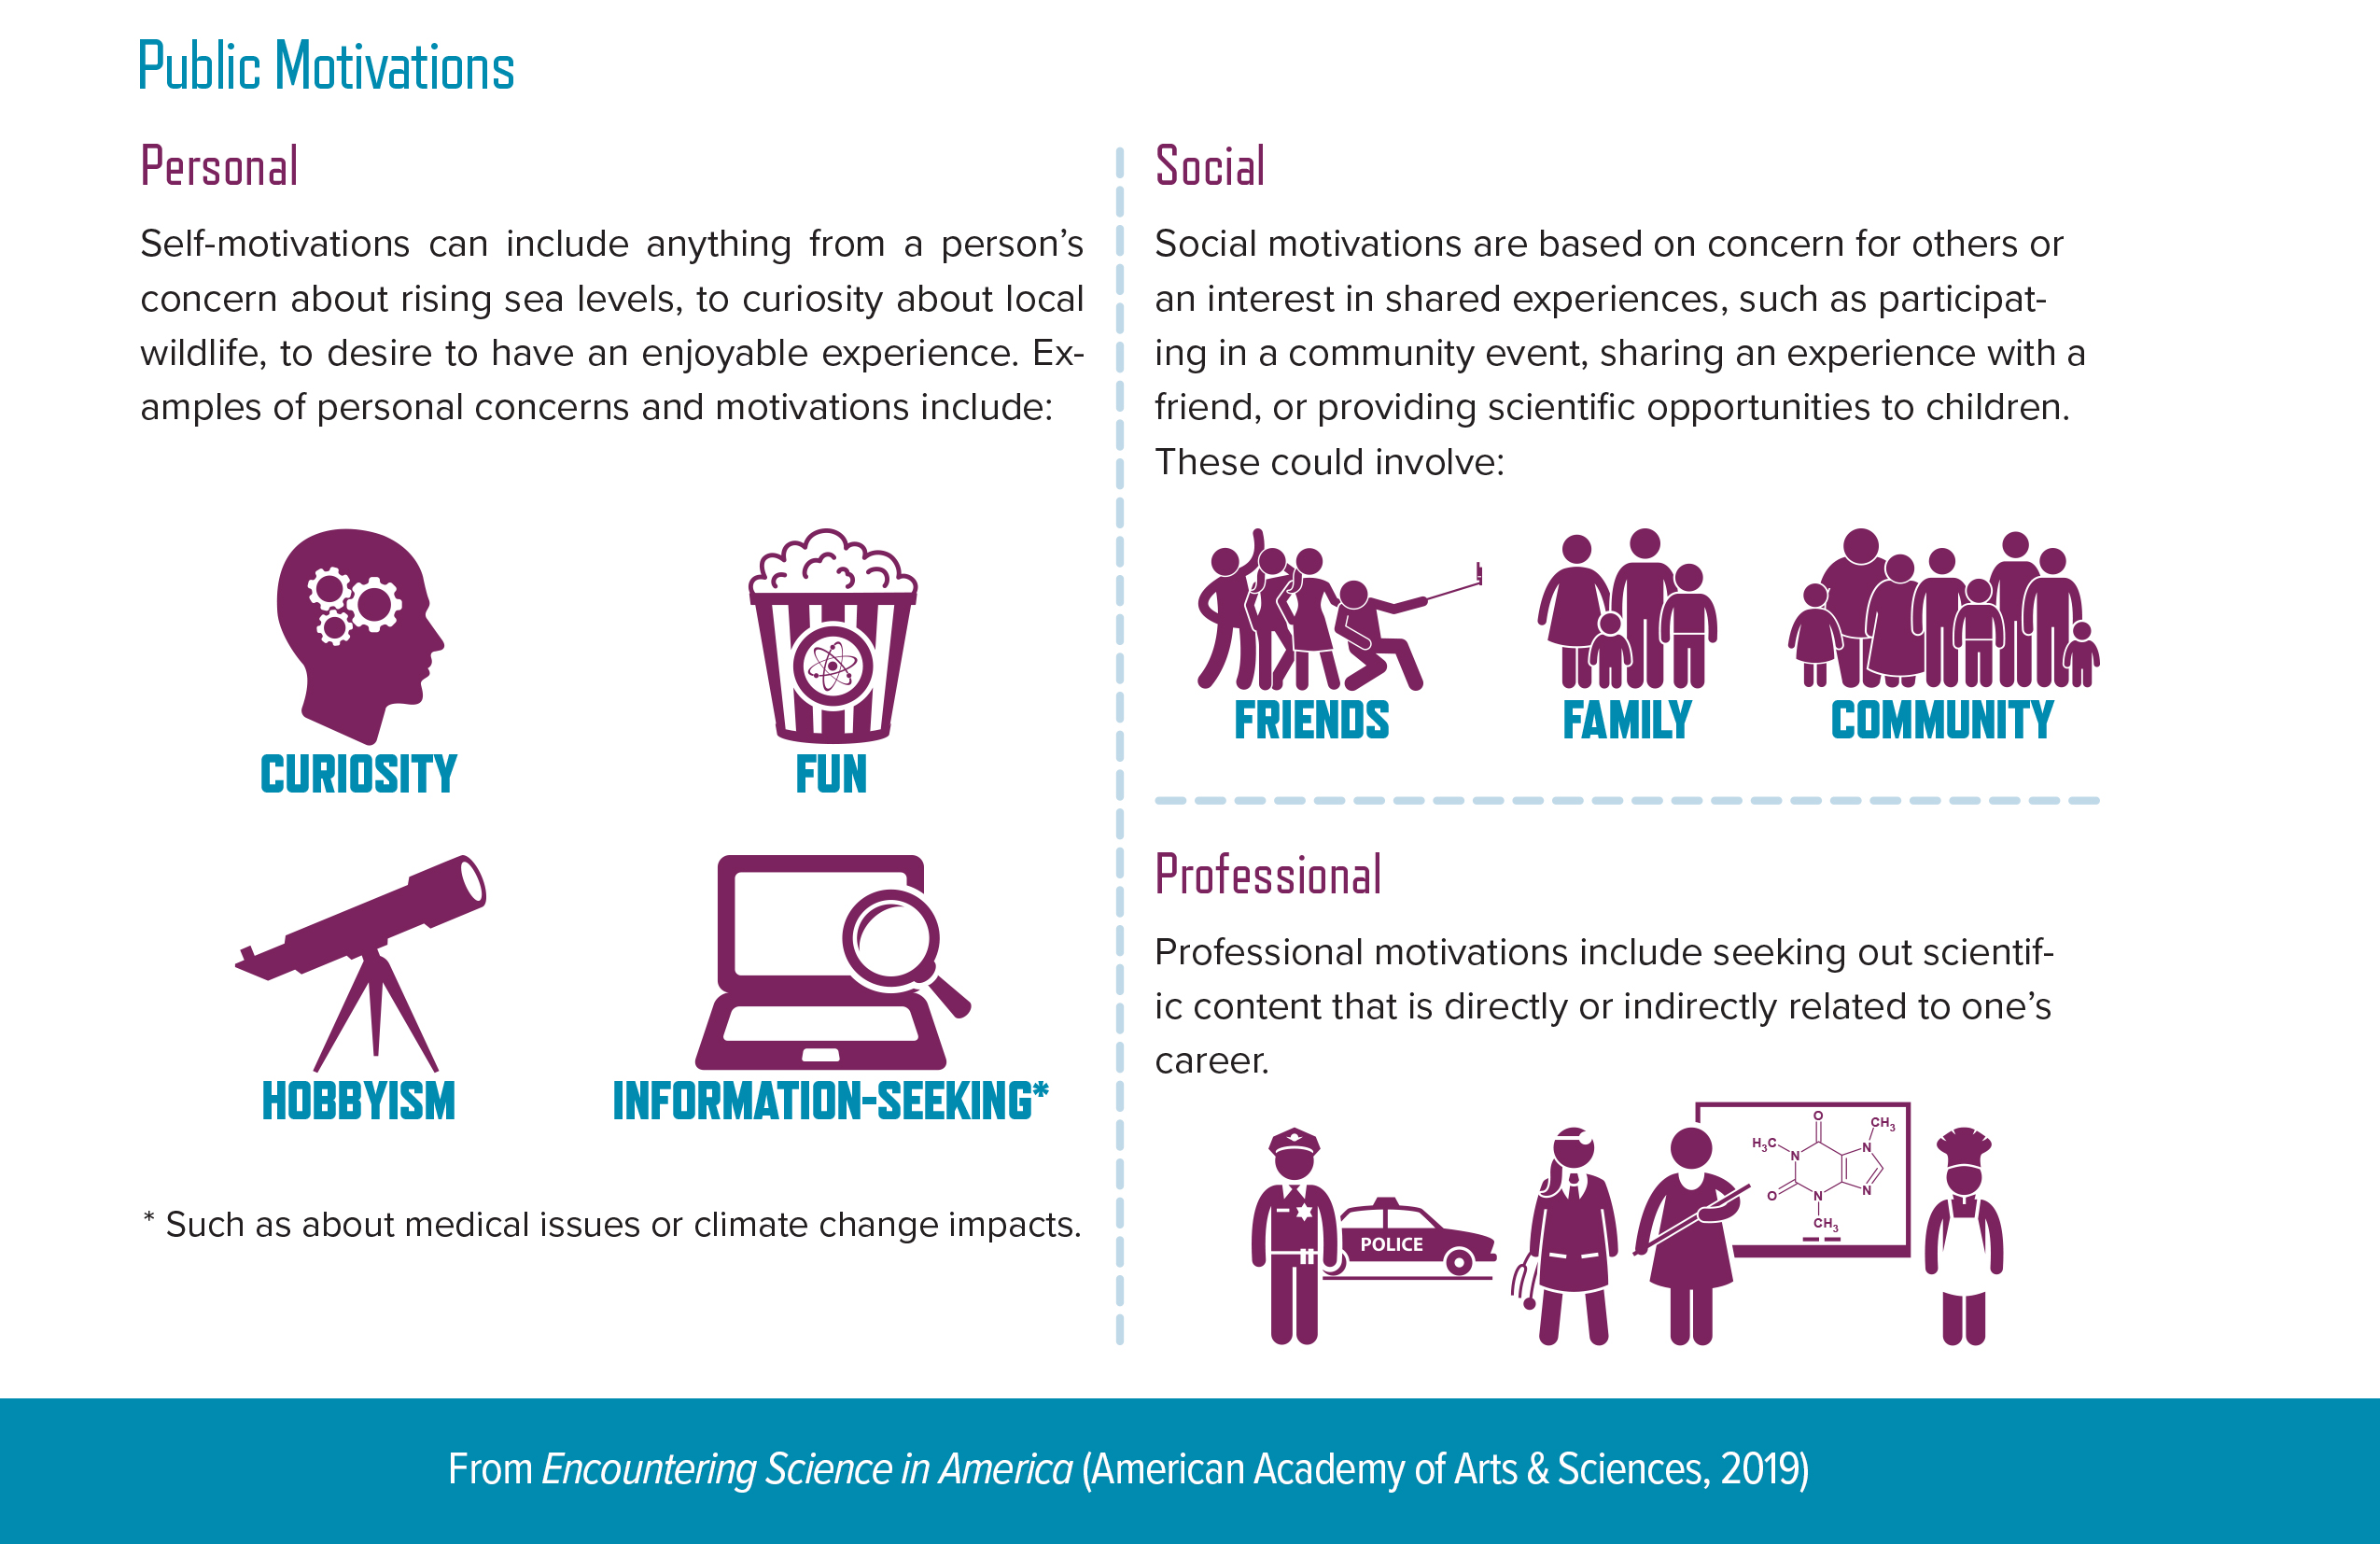 Public Motivations
Personal
Self-motivations can include anything from a person’s
concern about rising sea levels, to curiosity about local
wildlife, to desire to have an enjoyable experience. Ex-
amples of personal concerns and motivations include:
CURIOSITY
FUN
HOBBYISM
INFORMATION-SEEKING*
* Such as about medical issues or climate change impacts.
Social
Social motivations are based on concern for others or
an interest in shared experiences, such as participat-
ing in a community event, sharing an experience with a
friend, or providing scientific opportunities to children.
These could involve:
FRIENDS
FAMILY
COMMUNITY
Professional
Professional motivations include seeking out scientif-
ic content that is directly or indirectly related to one’s
career.
POLICE
O
CH3
H3C
N
N
O
N
N
CH3
From Encountering Science in America (American Academy of Arts & Sciences, 2019)